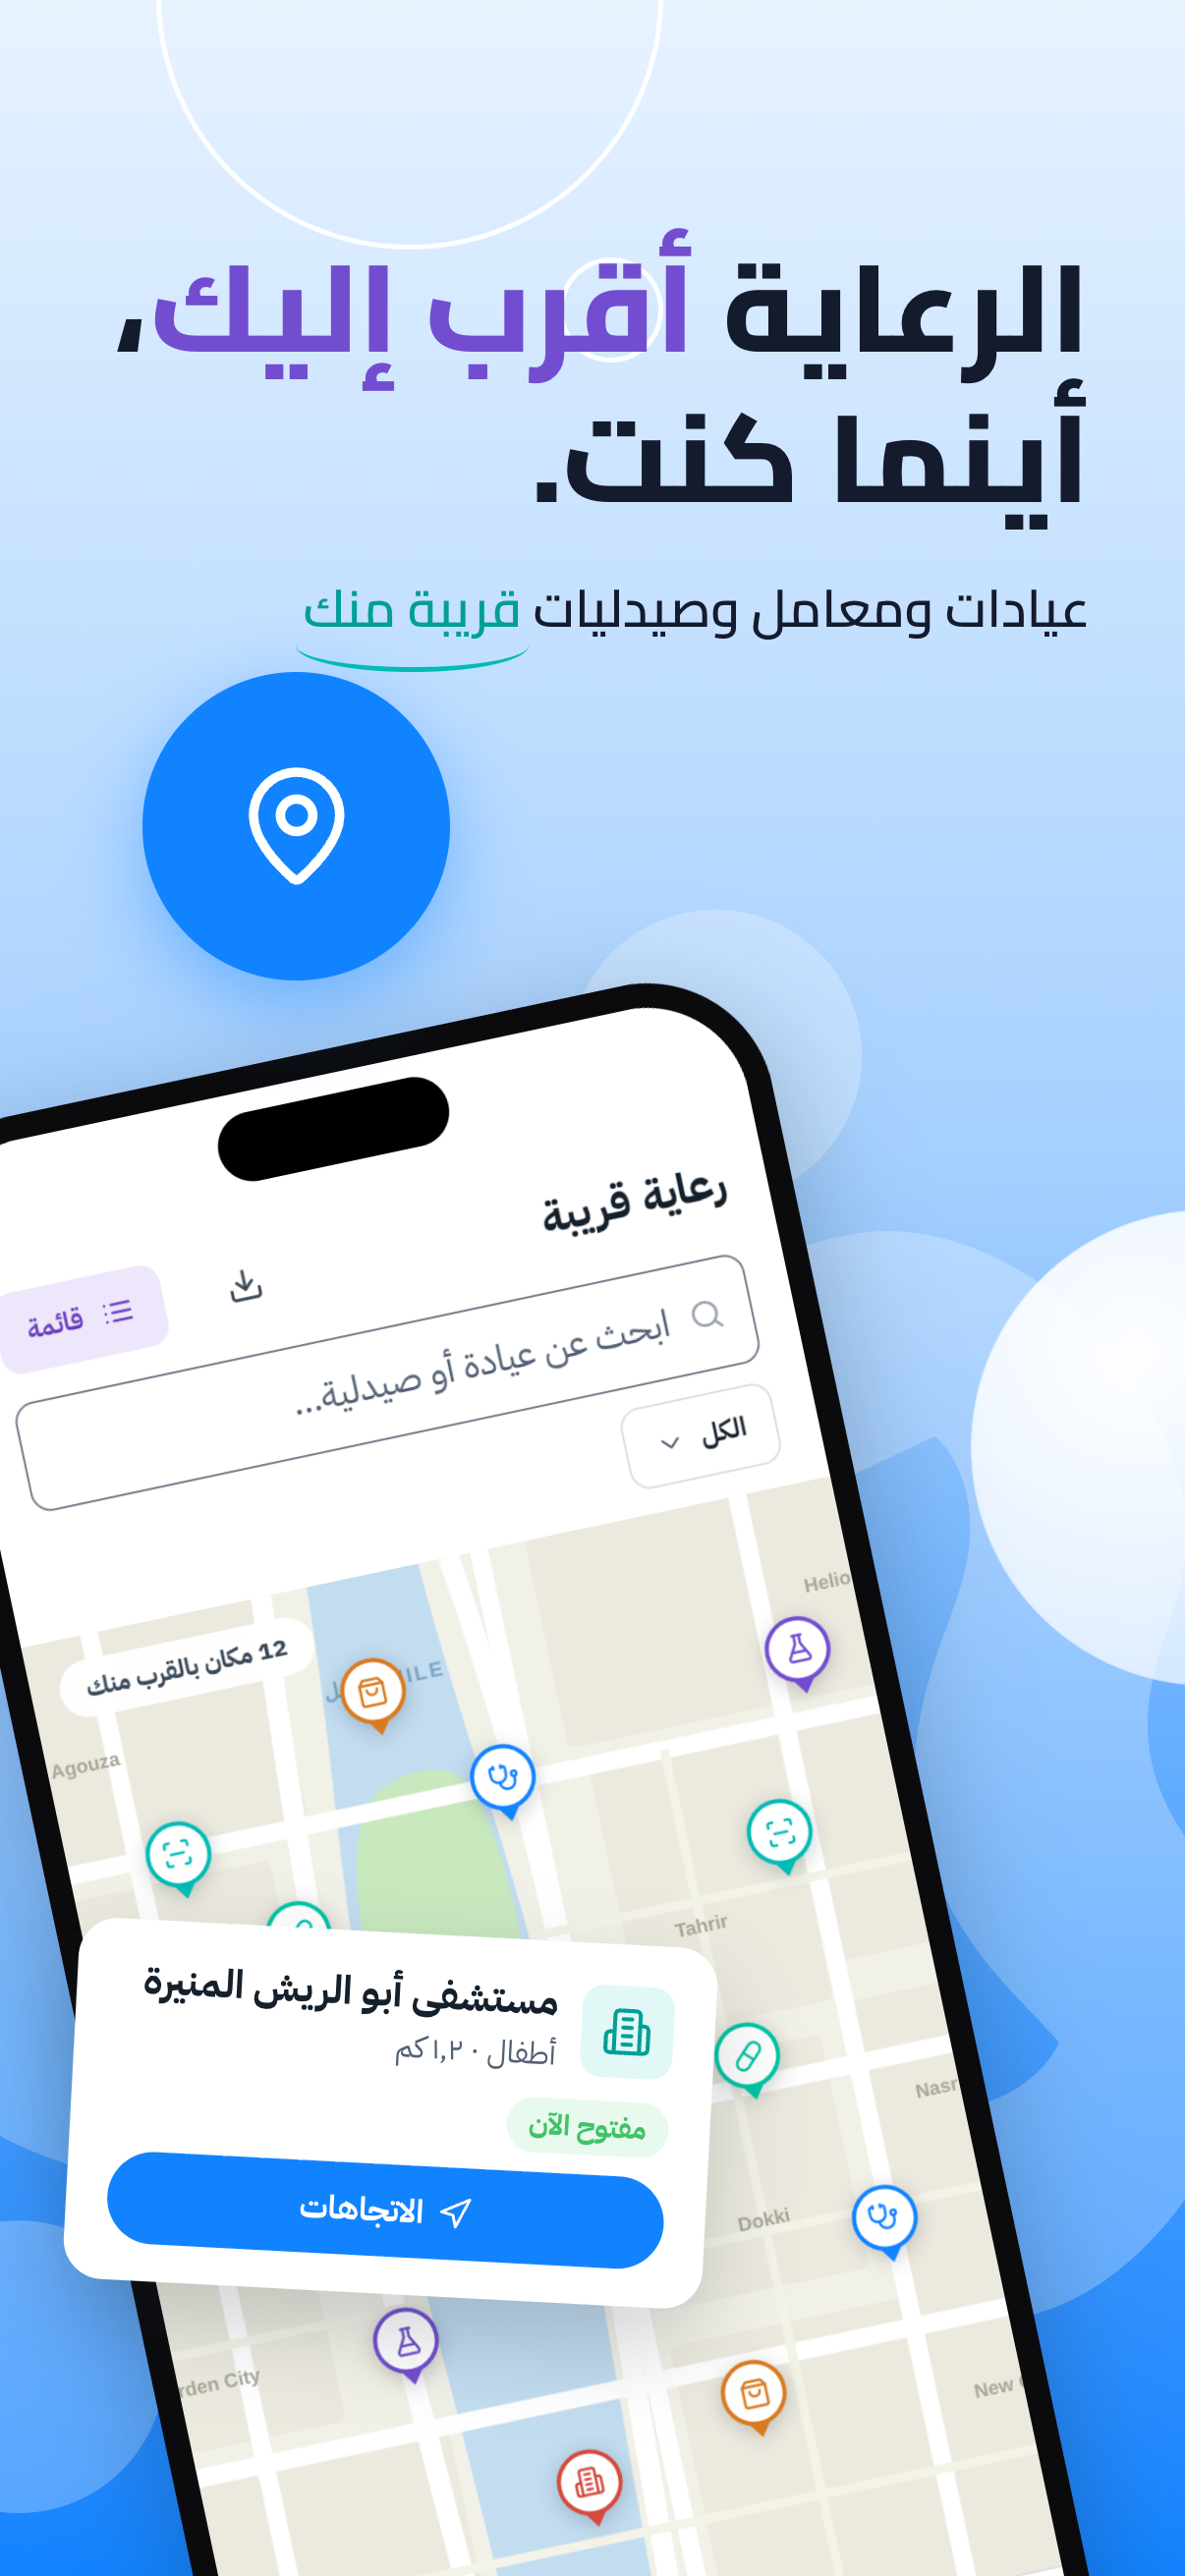 الرعاية أقرب إليك،
أينما كنت.
عيادات ومعامل وصيدليات قريبة منك
رعاية قريبة
قائمة
ابحث عن عيادة أو صيدلية...
الكل
Helio
12 مكان بالقرب منك
Agouza
Tahrir
مستشفى أبو الريش المنيرة
أطفال · ١,٢ كم
مفتوح الآن
Nasr
الاتجاهات
Dokki
rden City
New